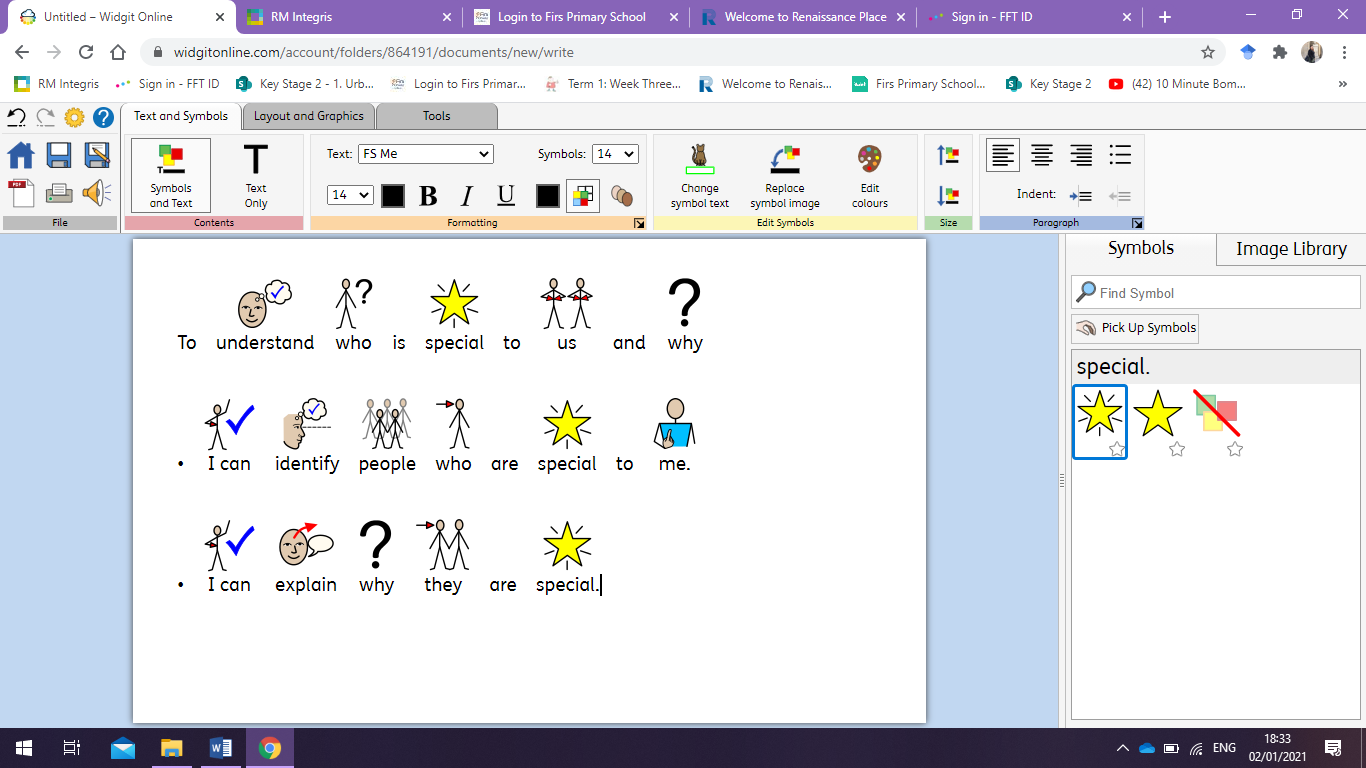 Untitled – Widgit Online
RM Integris
Login to Firs Primary School
Welcome to Renaissance Place
Sign in - FFT ID
widgitonline.com/account/folders/864191/documents/new/write
RM Integris
Sign in - FFT ID
Key Stage 2 - 1. Urb...
Login to Firs Primar...
Term 1: Week Three...
Welcome to Renais...
Firs Primary School...
Key Stage 2
(42) 10 Minute Bom...
»
Text and Symbols
Layout and Graphics
Tools
Text: FS Me
Symbols: 14
Symbols and Text
Text Only
14
B I U
Change symbol text
Replace symbol image
Edit colours
Indent:
PDF
File
Contents
Formatting
Edit Symbols
Size
Paragraph
To understand who is special to us and why
• I can identify people who are special to me.
• I can explain why they are special.
Symbols
Image Library
Find Symbol
Pick Up Symbols
special.
ENG
18:33
02/01/2021